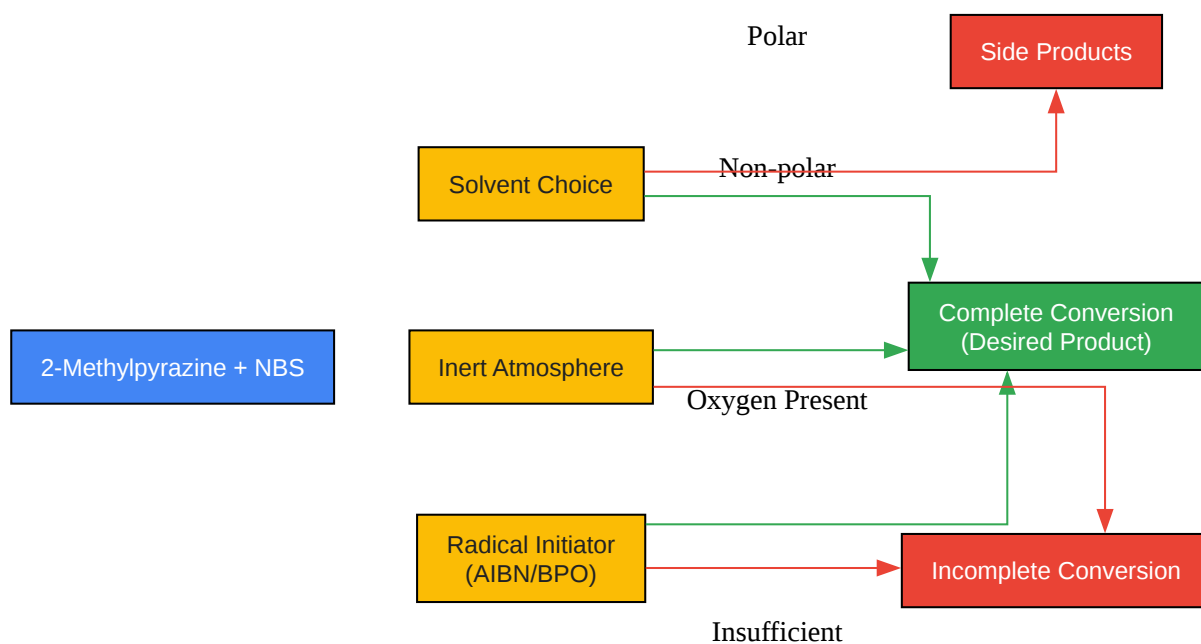 Polar
Side Products
Solvent Choice
Non-polar
Complete Conversion
(Desired Product)
2-Methylpyrazine + NBS
Inert Atmosphere
Oxygen Present
Radical Initiator
(AIBN/BPO)
Incomplete Conversion
Insufficient